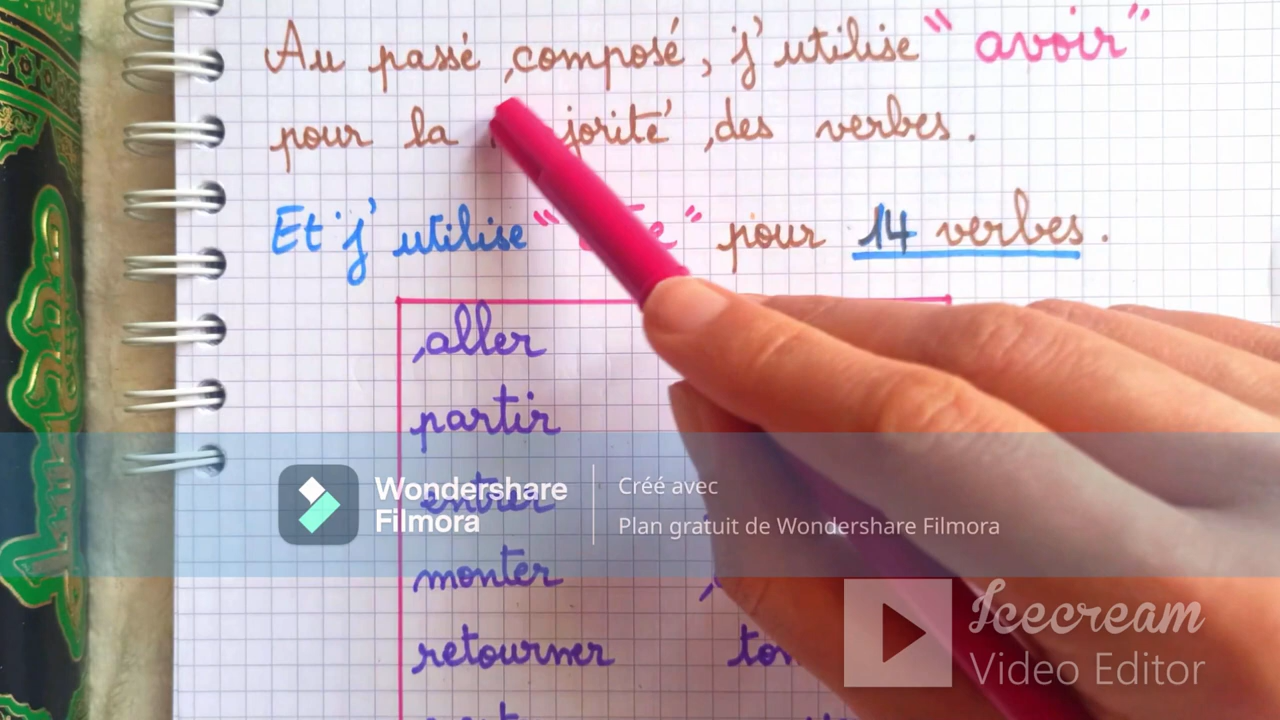 Au passé composé, j'utilise "avoir"
pour la des verbes.
Et j'utilise " " pour 14 verbes.
aller
partir
entrer
monter
retourner
Wondershare
Filmora
Créé avec
Plan gratuit de Wondershare Filmora
Icecream
Video Editor